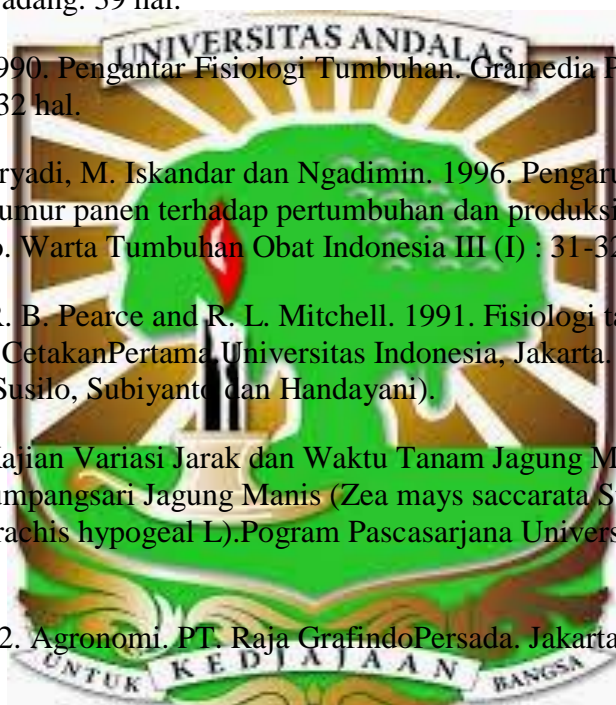 adang. 39 hal.
UNIVERSITAS ANDALAS
990. Pengantar Fisiologi Tumbuhan. Gramedia P
32 hal.
ryadi, M. Iskandar dan Ngadimin. 1996. Pengaru
umur panen terhadap pertumbuhan dan produksi
o. Warta Tumbuhan Obat Indonesia III (I) : 31-32
R. B. Pearce and R. L. Mitchell. 1991. Fisiologi ta
CetakanPertama.Universitas Indonesia, Jakarta.
Susilo, Subiyanto dan Handayani).
Kajian Variasi Jarak dan Waktu Tanam Jagung M
umpangsari Jagung Manis (Zea mays saccarata S
rachis hypogeal L).Pogram Pascasarjana Univers
2. Agronomi. PT. Raja GrafindoPersada. Jakarta
UNTUK KEDJAJAAN BANGSA